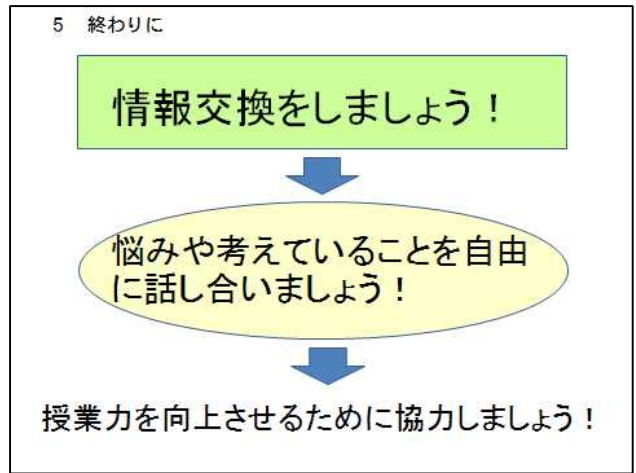 5 終わりに
情報交換をしましょう！
悩みや考えていることを自由
に話し合いましょう！
授業力を向上させるために協力しましょう！